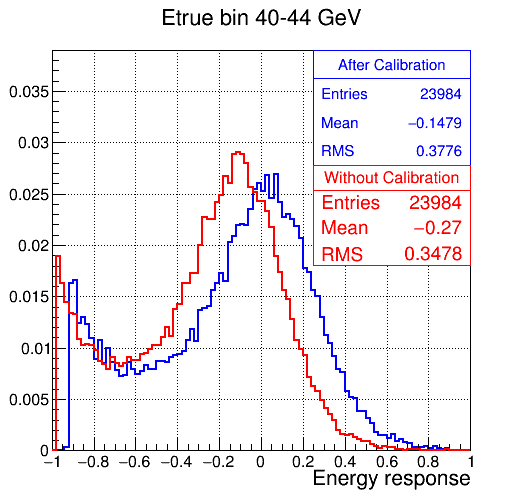 Etrue bin 40-44 GeV
After Calibration
Entries 23984
Mean −0.1479
RMS 0.3776
Without Calibration
Entries 23984
Mean −0.27
RMS 0.3478
0.035
0.03
0.025
0.02
0.015
0.01
0.005
0
−1 −0.8 −0.6 −0.4 −0.2 0 0.2 0.4 0.6 0.8 1
Energy response